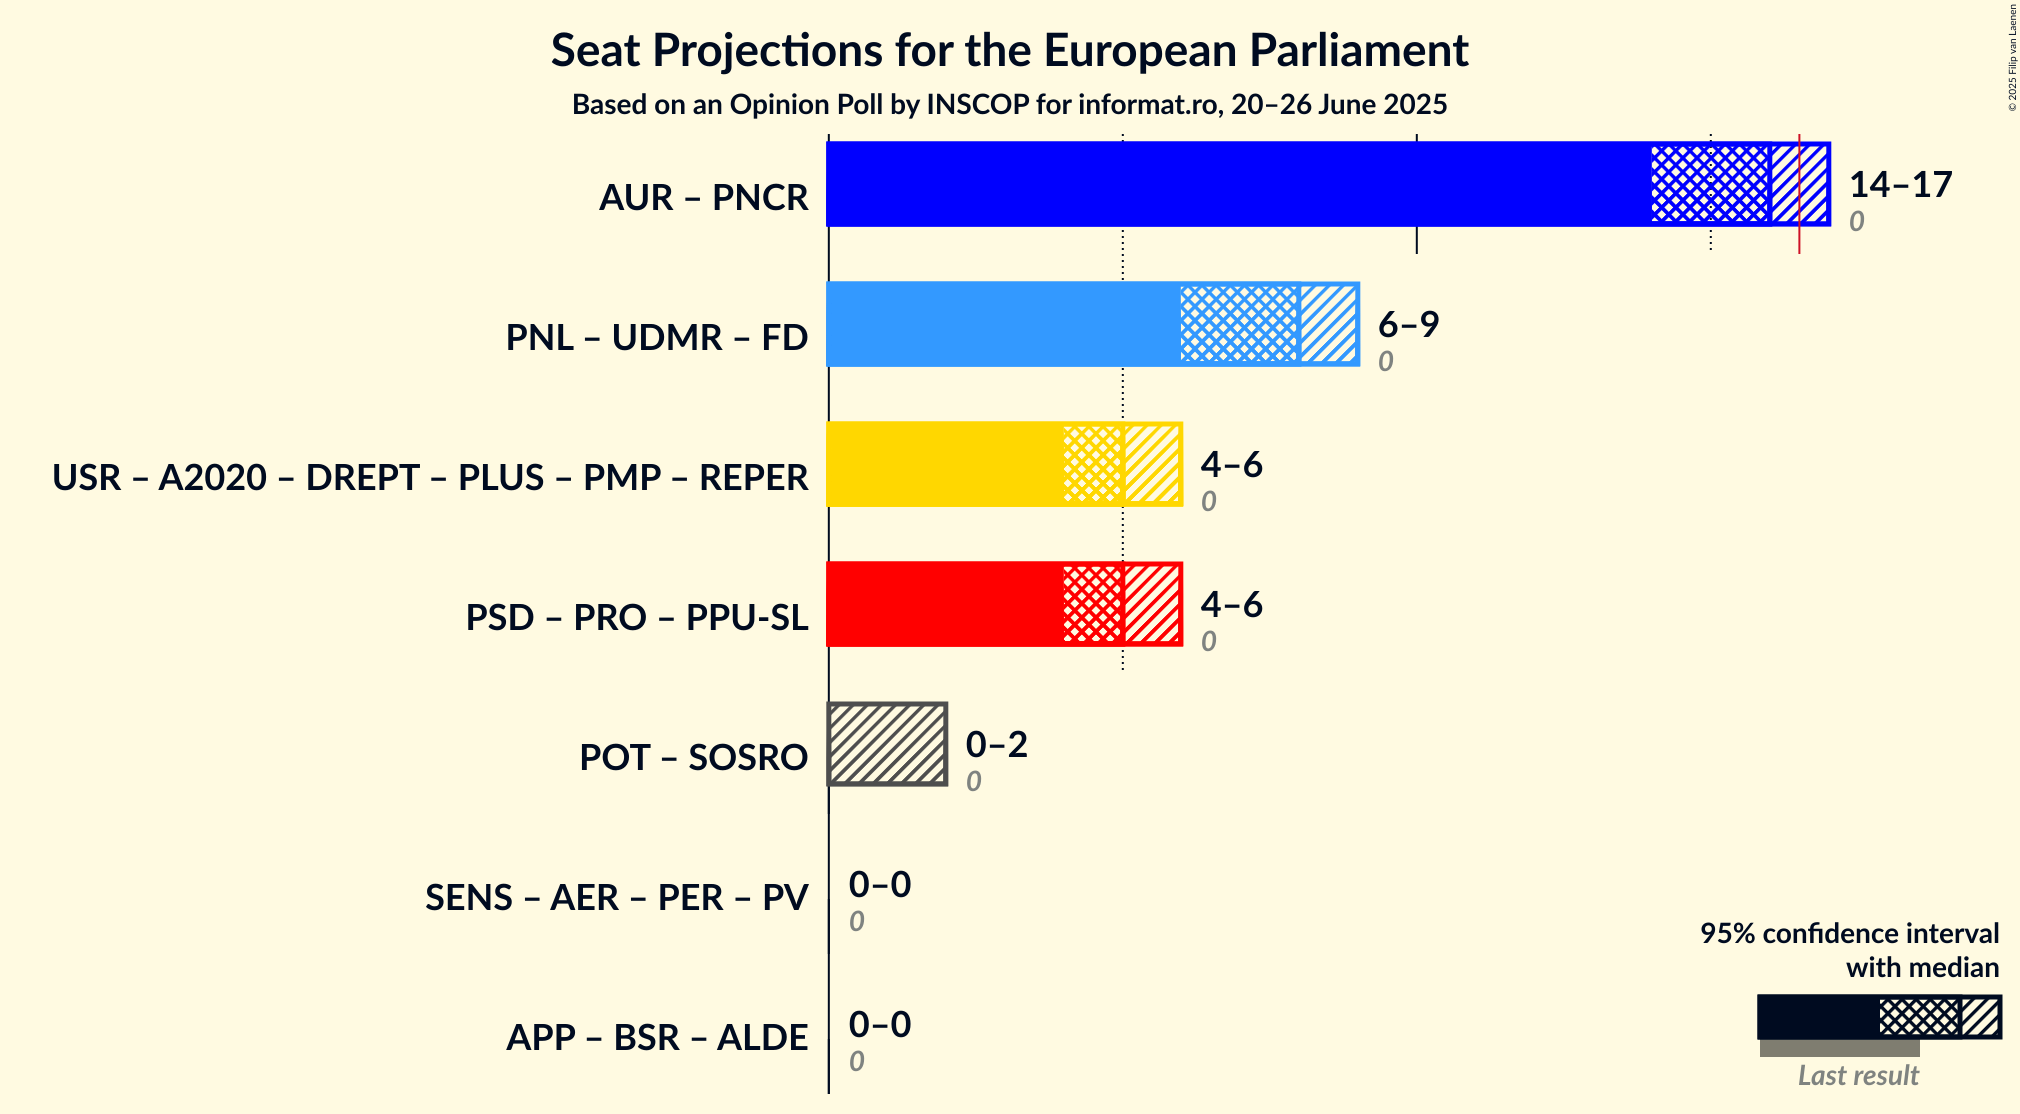 Seat Projections for the European Parliament
Based on an Opinion Poll by INSCOP for informat.ro, 20–26 June 2025
© 2025 Filip van Laenen
AUR – PNCR
14–17
0
PNL – UDMR – FD
6–9
0
USR – A2020 – DREPT – PLUS – PMP – REPER
4–6
0
PSD – PRO – PPU-SL
4–6
0
POT – SOSRO
0–2
0
SENS – AER – PER – PV
0–0
0
APP – BSR – ALDE
0–0
0
95% confidence interval
with median
Last result